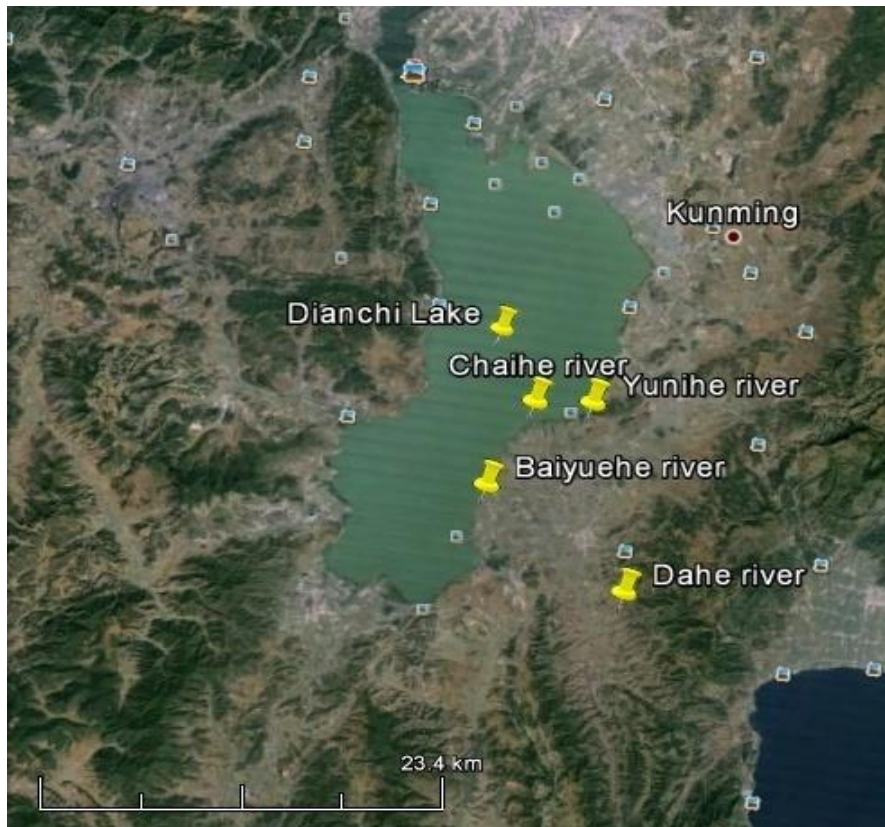 Kunming
Dianchi Lake
Chaihe river
Yunihe river
Baiyuehe river
Dahe river
23.4 km